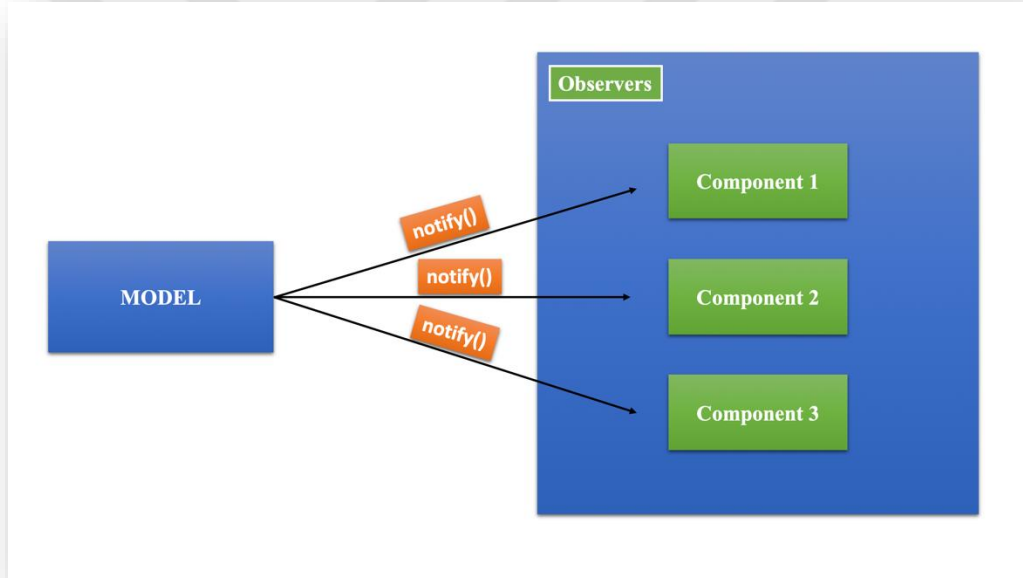 Observers
Component 1
notify()
notify()
MODEL
Component 2
notify()
Component 3